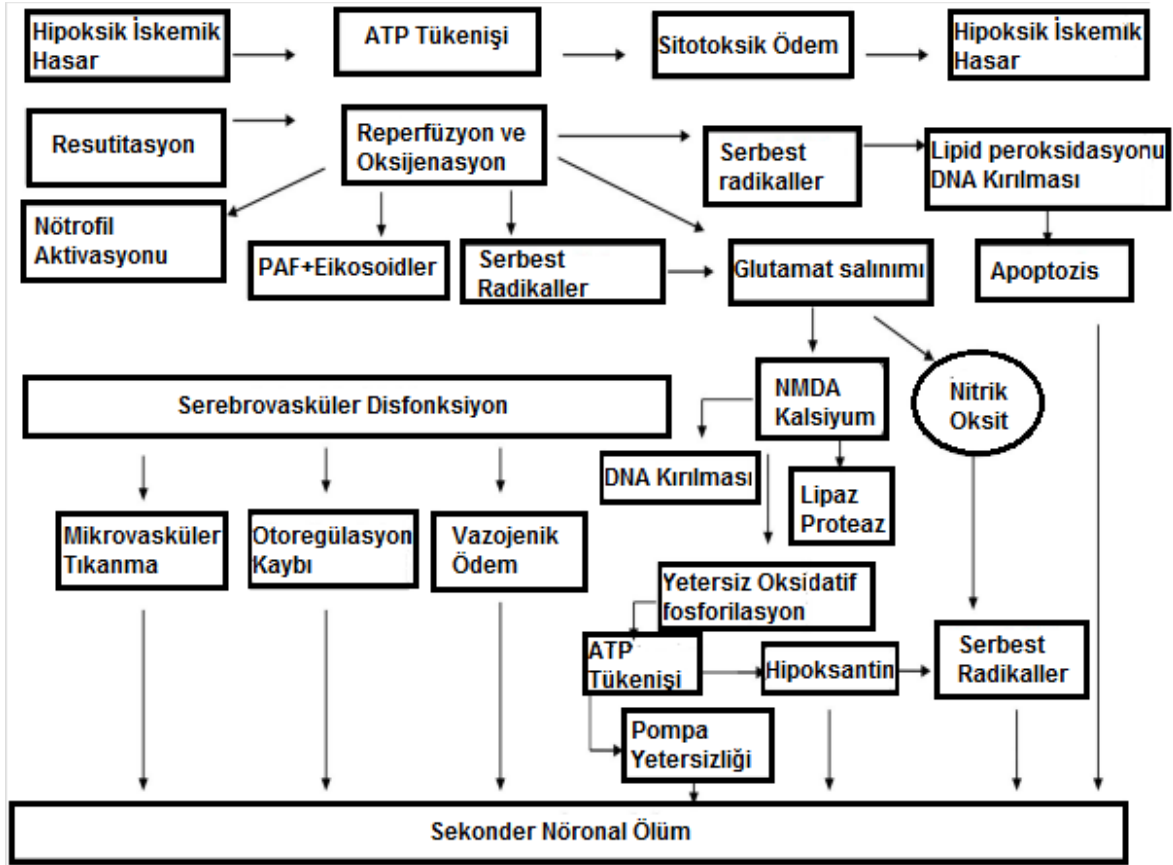 Hipoksik İskemik
Hasar
ATP Tükenişi
Sitotoksik Ödem
Hipoksik İskemik
Hasar
Resutitasyon
Reperfüzyon ve
Oksijenasyon
Serbest
radikaller
Lipid peroksidasyonu
DNA Kırılması
Nötrofil
Aktivasyonu
PAF+Eikosoidler
Serbest
Radikaller
Glutamat salınımı
Apoptozis
Serebrovasküler Disfonksiyon
NMDA
Kalsiyum
Nitrik
Oksit
DNA Kırılması
Lipaz
Proteaz
Mikrovasküler
Tıkanma
Otoregülasyon
Kaybı
Vazojenik
Ödem
Yetersiz Oksidatif
fosforilasyon
ATP
Tükenişi
Hipoksantin
Serbest
Radikaller
Pompa
Yetersizliği
Sekonder Nöronal Ölüm